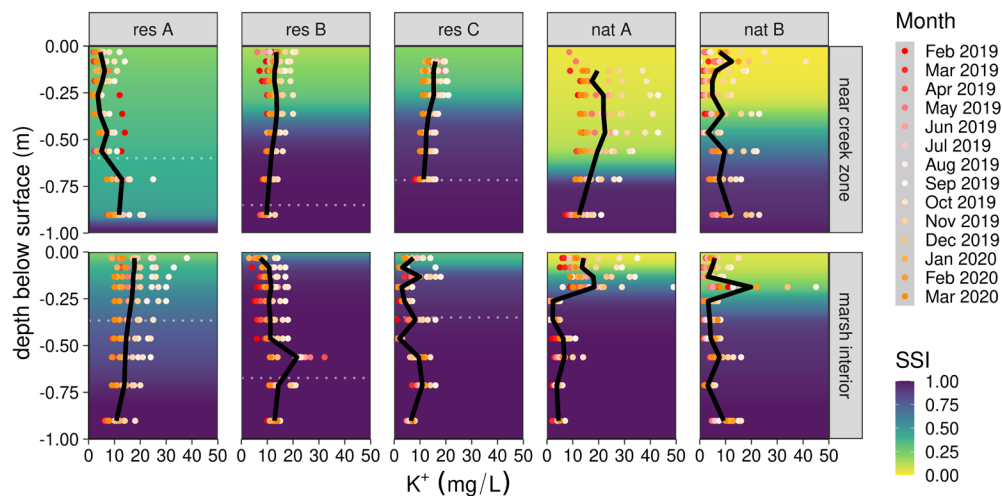 res A
res B
res C
nat A
nat B
near creek zone
marsh interior
depth below surface (m)
0.00
-0.25
-0.50
-0.75
-1.00
0.00
-0.25
-0.50
-0.75
-1.00
0 10 20 30 40 50
0 10 20 30 40 50
0 10 20 30 40 50
0 10 20 30 40 50
0 10 20 30 40 50
K⁺ (mg/L)
Month
Feb 2019
Mar 2019
Apr 2019
May 2019
Jun 2019
Jul 2019
Aug 2019
Sep 2019
Oct 2019
Nov 2019
Dec 2019
Jan 2020
Feb 2020
Mar 2020
SSI
1.00
0.75
0.50
0.25
0.00